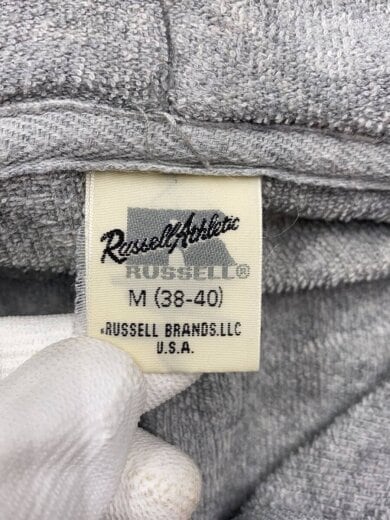 Russell Athletic
RUSSELL®
M (38-40)
RUSSELL BRANDS.LLC
U.S.A.